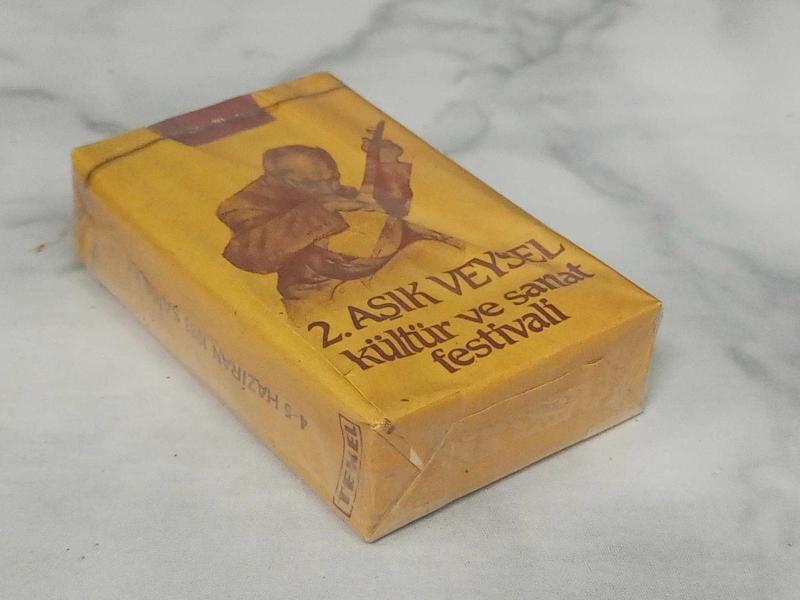 2. AŞIK VEYSEL
kültür ve sanat
festivali
4-5 HAZİRAN
TEKEL